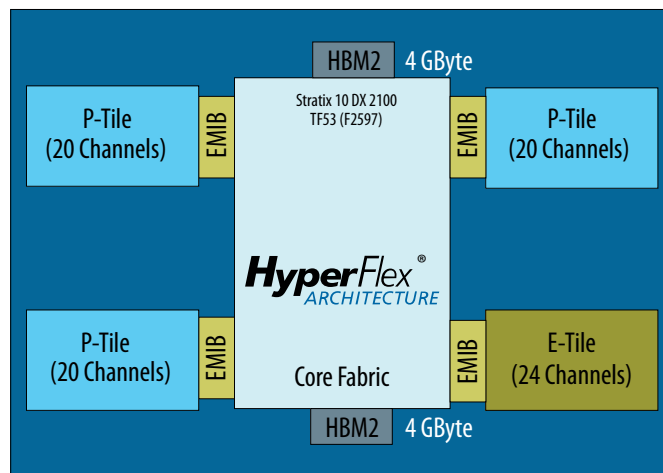 HBM2 4 GByte
Stratix 10 DX 2100
TF53 (F2597)
P-Tile
(20 Channels)
EMIB
EMIB
P-Tile
(20 Channels)
HyperFlex®
ARCHITECTURE
P-Tile
(20 Channels)
EMIB
Core Fabric
EMIB
E-Tile
(24 Channels)
HBM2 4 GByte